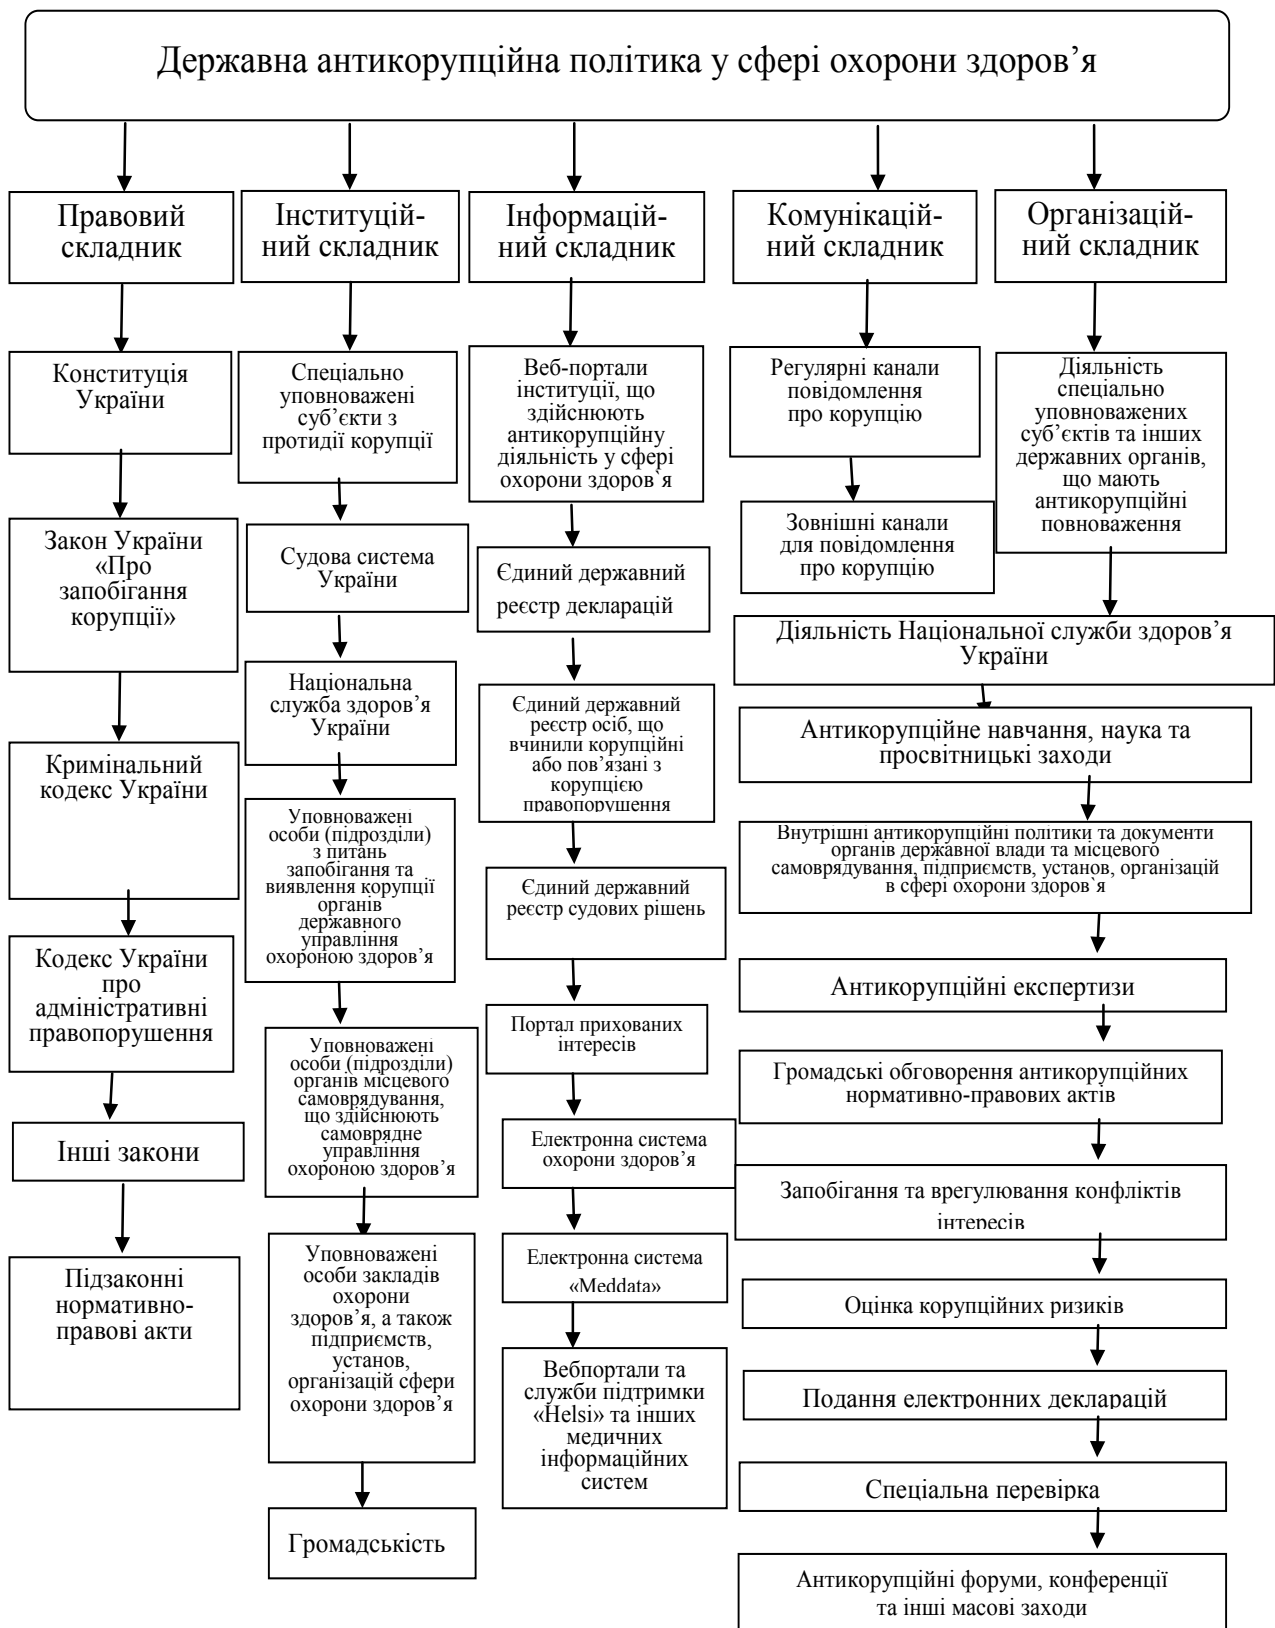 Державна антикорупційна політика у сфері охорони здоров’я
Правовий
складник
Інституцій-
ний складник
Інформацій-
ний складник
Комунікацій-
ний складник
Організацій-
ний складник
Конституція
України
Закон України
«Про
запобігання
корупції»
Кримінальний
кодекс України
Кодекс України
про
адміністративні
правопорушення
Інші закони
Підзаконні
нормативно-
правові акти
Спеціально
уповноважені
суб’єкти з
протидії корупції
Судова система
України
Національна
служба здоров’я
України
Уповноважені
особи (підрозділи)
з питань
запобігання та
виявлення корупції
органів
державного
управління
охороною здоров’я
Уповноважені
особи (підрозділи)
органів місцевого
самоврядування,
що здійснюють
самоврядне
управління
охороною здоров’я
Уповноважені
особи закладів
охорони
здоров’я, а також
підприємств,
установ,
організацій сфери
охорони здоров’я
Громадськість
Веб-портали
інституції, що
здійснюють
антикорупційну
діяльність у сфері
охорони здоров`я
Єдиний державний
реєстр декларацій
Єдиний державний
реєстр осіб, що
вчинили корупційні
або пов’язані з
корупцією
правопорушення
Єдиний державний
реєстр судових рішень
Портал прихованих
інтересів
Електронна система
охорони здоров’я
Електронна система
«Meddata»
Вебпортали та
служби підтримки
«Helsi» та інших
медичних
інформаційних
систем
Регулярні канали
повідомлення
про корупцію
Зовнішні канали
для повідомлення
про корупцію
Діяльність
спеціально
уповноважених
суб’єктів та інших
державних органів,
що мають
антикорупційні
повноваження
Діяльність Національної служби здоров’я
України
Антикорупційне навчання, наука та
просвітницькі заходи
Внутрішні антикорупційні політики та документи
органів державної влади та місцевого
самоврядування, підприємств, установ, організацій
в сфері охорони здоров`я
Антикорупційні експертизи
Громадські обговорення антикорупційних
нормативно-правових актів
Запобігання та врегулювання конфліктів
інтересів
Оцінка корупційних ризиків
Подання електронних декларацій
Спеціальна перевірка
Антикорупційні форуми, конференції
та інші масові заходи